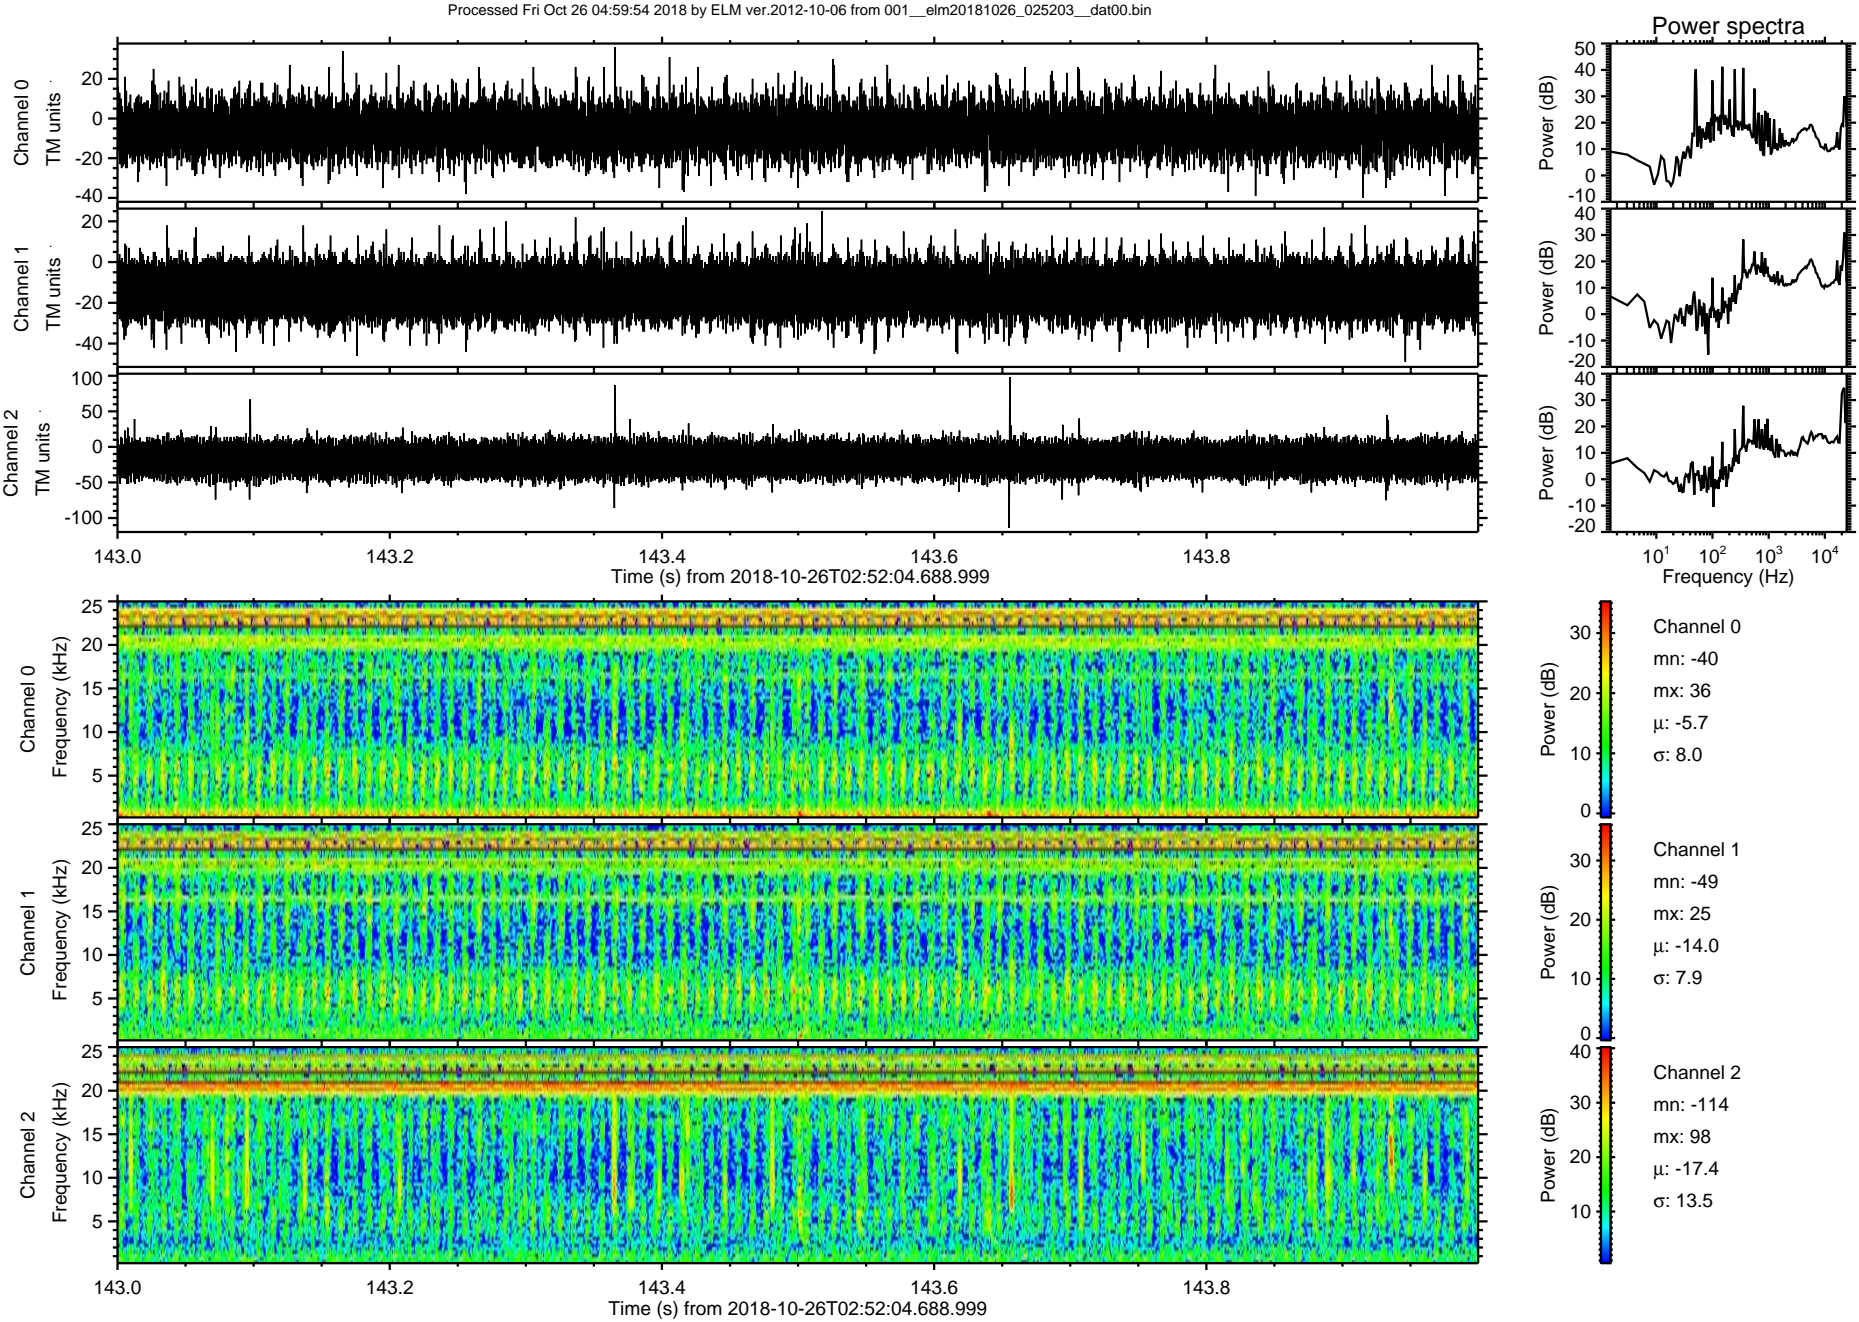 Processed Fri Oct 26 04:59:54 2018 by ELM ver.2012-10-06 from 001__elm20181026_025203__dat00.bin
Power spectra
Channel 0
TM units
20
0
-20
-40
Power (dB)
50
40
30
20
10
0
-10
Channel 1
TM units
20
0
-20
-40
Power (dB)
40
30
20
10
0
-10
-20
Channel 2
TM units
100
50
0
-50
-100
Power (dB)
40
30
20
10
0
-10
-20
143.0 143.2 143.4 143.6 143.8
Time (s) from 2018-10-26T02:52:04.688.999
10^1 10^2 10^3 10^4
Frequency (Hz)
Channel 0
Frequency (kHz)
25
20
15
10
5
Power (dB)
30
20
10
0
Channel 0
mn: -40
mx: 36
μ: -5.7
σ: 8.0
Channel 1
Frequency (kHz)
25
20
15
10
5
Power (dB)
30
20
10
0
Channel 1
mn: -49
mx: 25
μ: -14.0
σ: 7.9
Channel 2
Frequency (kHz)
25
20
15
10
5
Power (dB)
40
30
20
10
Channel 2
mn: -114
mx: 98
μ: -17.4
σ: 13.5
143.0 143.2 143.4 143.6 143.8
Time (s) from 2018-10-26T02:52:04.688.999